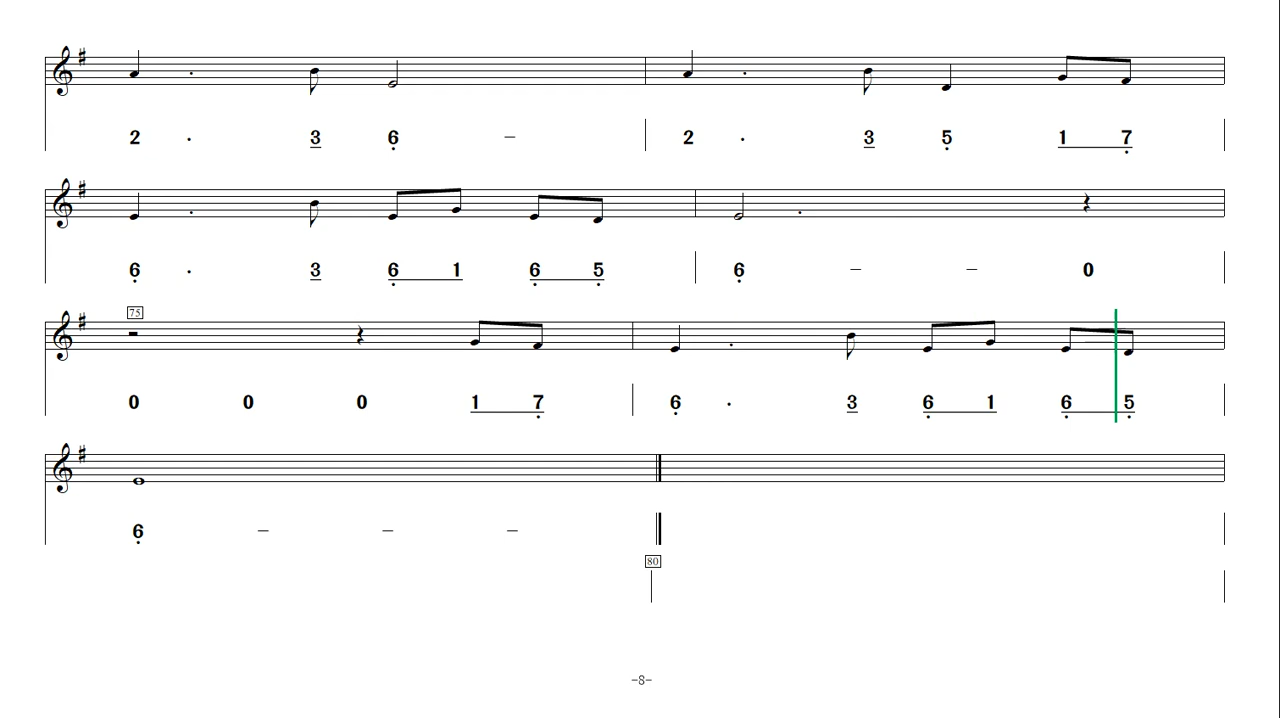 2 · 3 6 – 2 · 3 5 1 7
6 · 3 6 1 6 5 6 – – 0
75
0 0 0 1 7 6 · 3 6 1 6 5
6 – – –
80
-8-